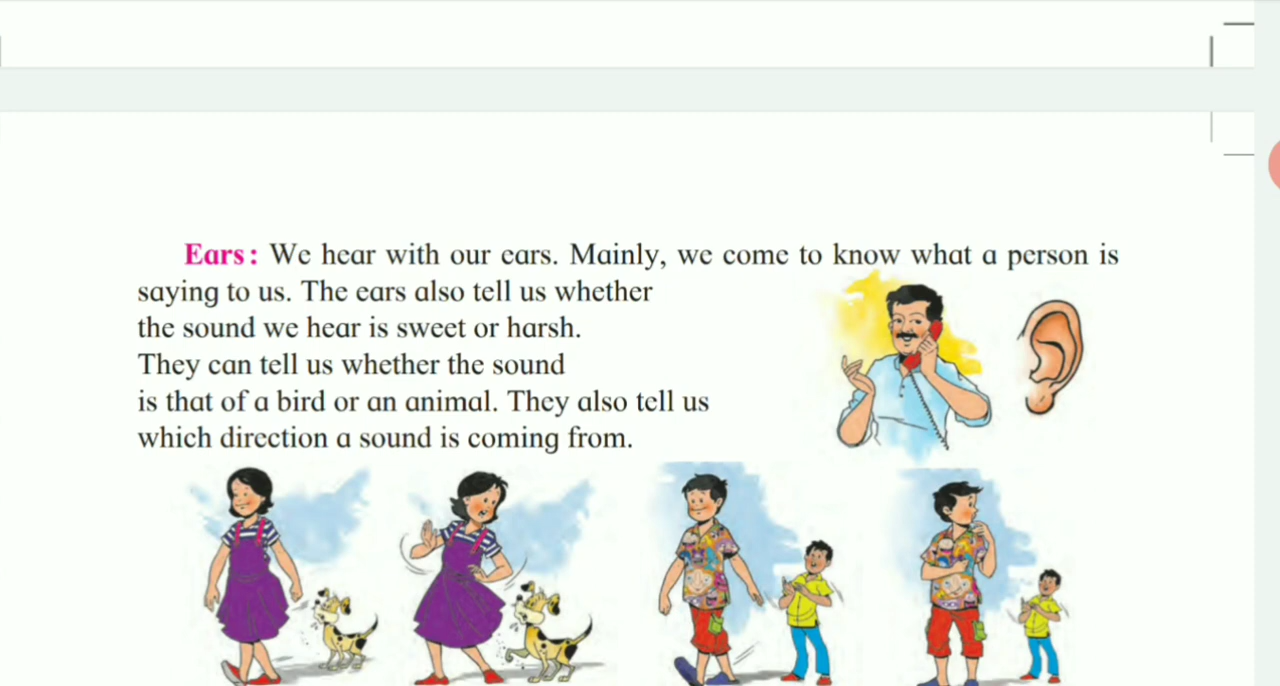 Ears: We hear with our ears. Mainly, we come to know what a person is
saying to us. The ears also tell us whether
the sound we hear is sweet or harsh.
They can tell us whether the sound
is that of a bird or an animal. They also tell us
which direction a sound is coming from.